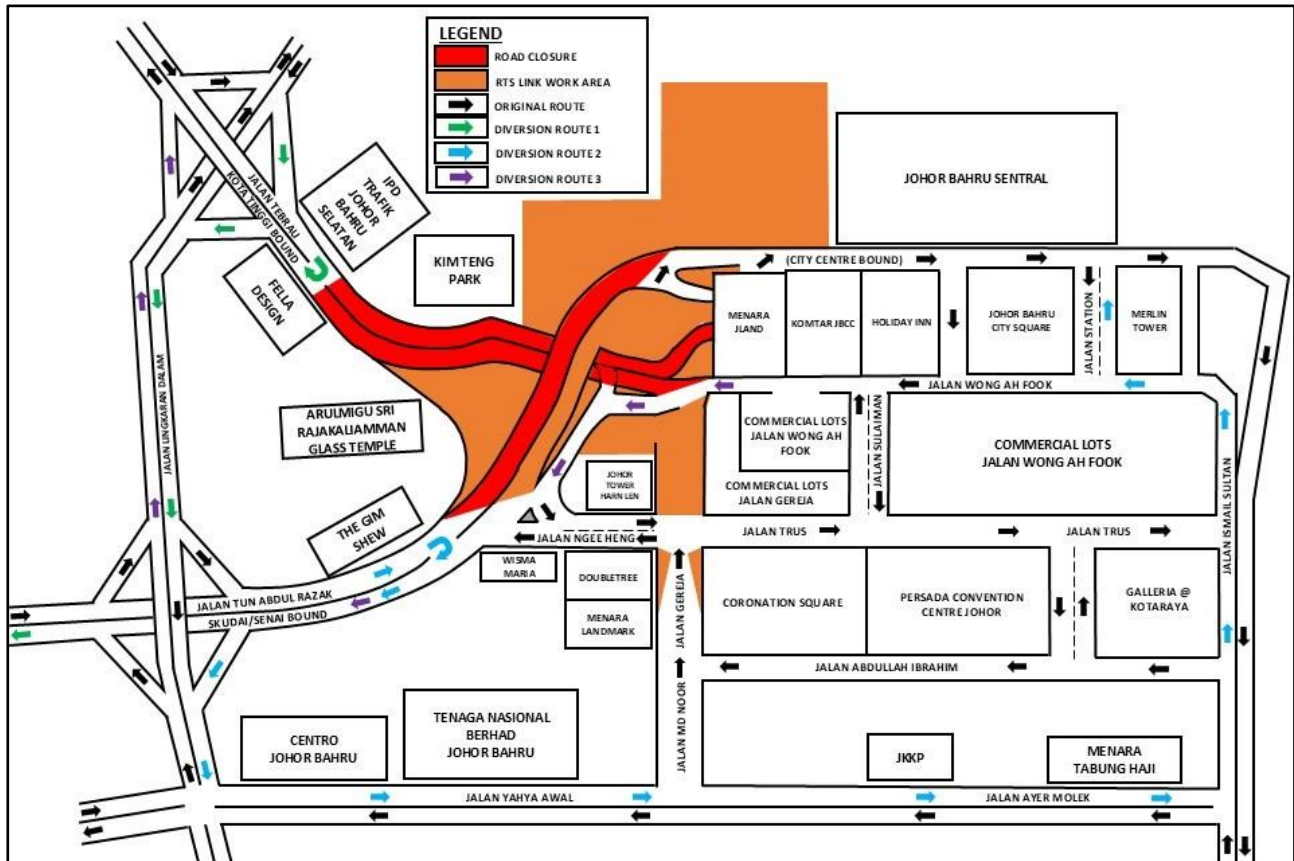 LEGEND
ROAD CLOSURE
RTS LINK WORK AREA
ORIGINAL ROUTE
DIVERSION ROUTE 1
DIVERSION ROUTE 2
DIVERSION ROUTE 3
JALAN TEBRAU
KOTA TINGGI BOUND
IPD
TRAFIK
JOHOR
BAHRU
SELATAN
KIMTENG
PARK
FELLA
DESIGN
JOHOR BAHRU SENTRAL
(CITY CENTRE BOUND)
MENARA
JLAND
KOMTAR JBCC
HOLIDAY INN
JOHOR BAHRU
CITY SQUARE
JALAN STATION
MERLIN
TOWER
JALAN WONG AH FOOK
JALAN LINGKARAN DALAM
ARULMIGU SRI
RAJAKALIAMMAN
GLASS TEMPLE
COMMERCIAL LOTS
JALAN WONG AH
FOOK
COMMERCIAL LOTS
JALAN GEREJA
JALAN SULAIMAN
COMMERCIAL LOTS
JALAN WONG AH FOOK
JALAN ISMAIL SULTAN
JOHOR
TOWER
HARN LEN
THE GIM
SHEW
JALAN NGEE HENG
JALAN TRUS
JALAN TRUS
WISMA
MARIA
DOUBLETREE
MENARA
LANDMARK
JALAN GEREJA
CORONATION SQUARE
PERSADA CONVENTION
CENTRE JOHOR
GALLERIA @
KOTARAYA
JALAN TUN ABDUL RAZAK
SKUDAI/SENAI BOUND
JALAN ABDULLAH IBRAHIM
JALAN MD NOOR
CENTRO
JOHOR BAHRU
TENAGA NASIONAL
BERHAD
JOHOR BAHRU
JKKP
MENARA
TABUNG HAJI
JALAN YAHYA AWAL
JALAN AYER MOLEK